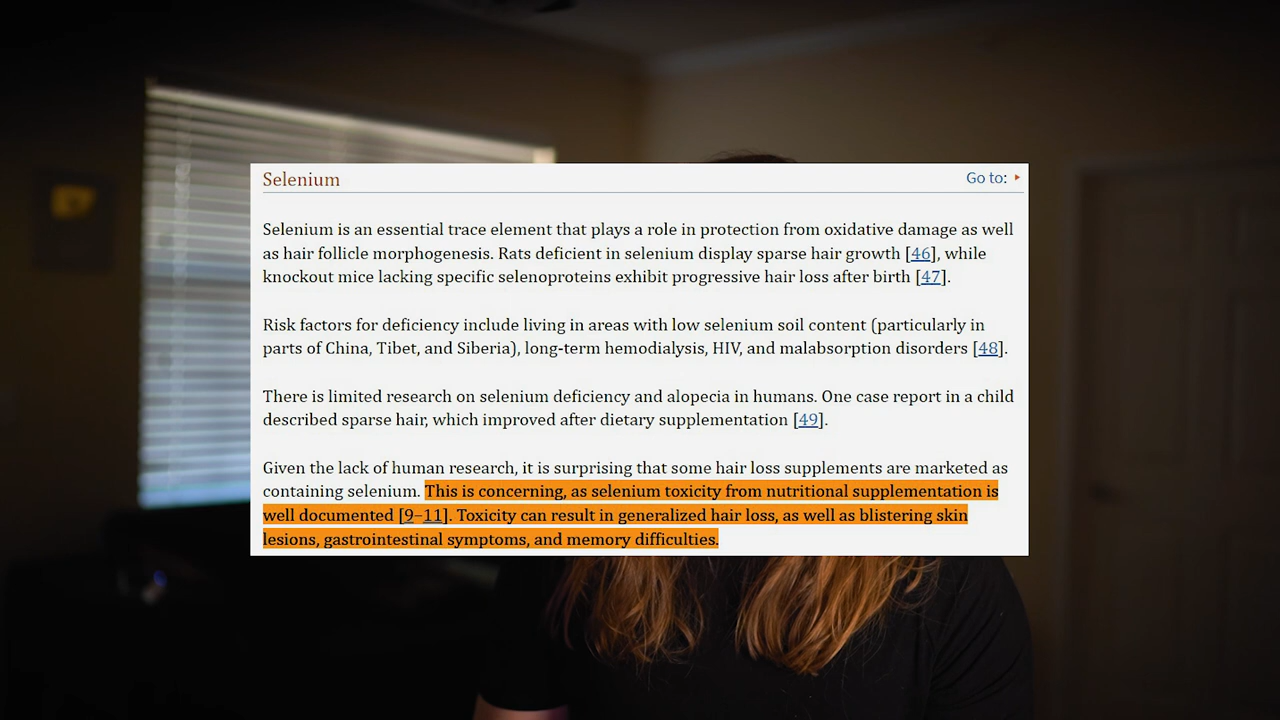 Selenium
Go to:
Selenium is an essential trace element that plays a role in protection from oxidative damage as well
as hair follicle morphogenesis. Rats deficient in selenium display sparse hair growth [46], while
knockout mice lacking specific selenoproteins exhibit progressive hair loss after birth [47].
Risk factors for deficiency include living in areas with low selenium soil content (particularly in
parts of China, Tibet, and Siberia), long-term hemodialysis, HIV, and malabsorption disorders [48].
There is limited research on selenium deficiency and alopecia in humans. One case report in a child
described sparse hair, which improved after dietary supplementation [49].
Given the lack of human research, it is surprising that some hair loss supplements are marketed as
containing selenium. This is concerning, as selenium toxicity from nutritional supplementation is
well documented [9–11]. Toxicity can result in generalized hair loss, as well as blistering skin
lesions, gastrointestinal symptoms, and memory difficulties.